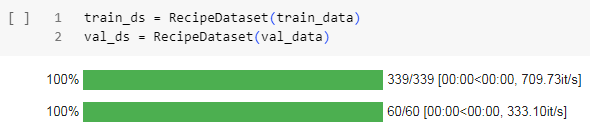 [ ] 1 train_ds = RecipeDataset(train_data)
2 val_ds = RecipeDataset(val_data)
100% 339/339 [00:00<00:00, 709.73it/s]
100% 60/60 [00:00<00:00, 333.10it/s]